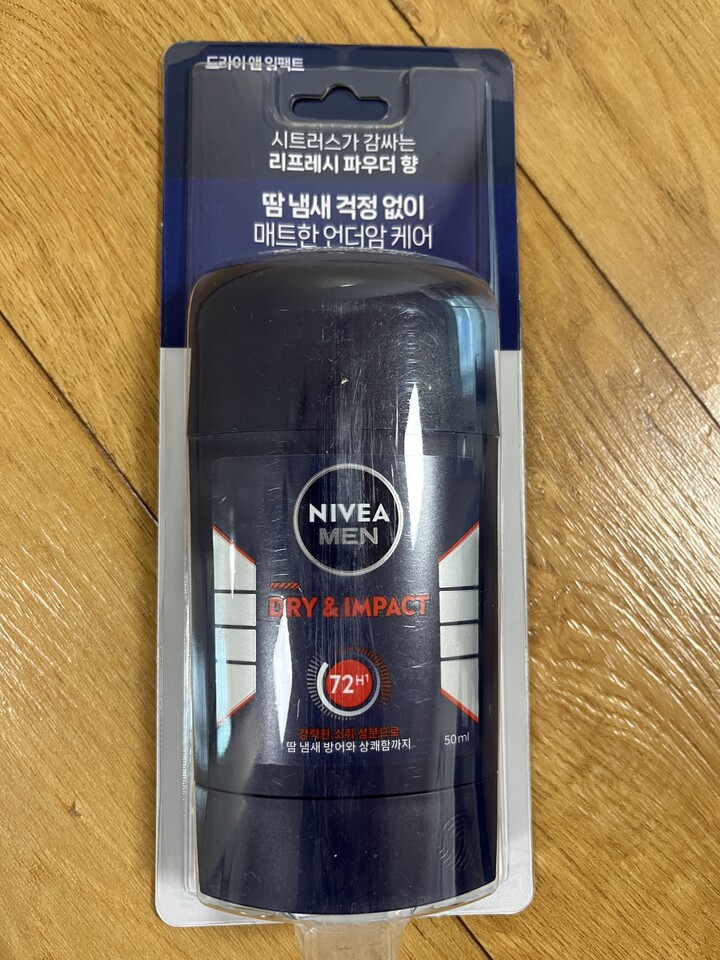 드라이 앤 임팩트
시트러스가 감싸는
리프레시 파우더 향
땀 냄새 걱정 없이
매트한 언더암 케어
NIVEA
MEN
DRY & IMPACT
72H¹
강력한 소취 성분으로
땀 냄새 방어와 상쾌함까지
50ml